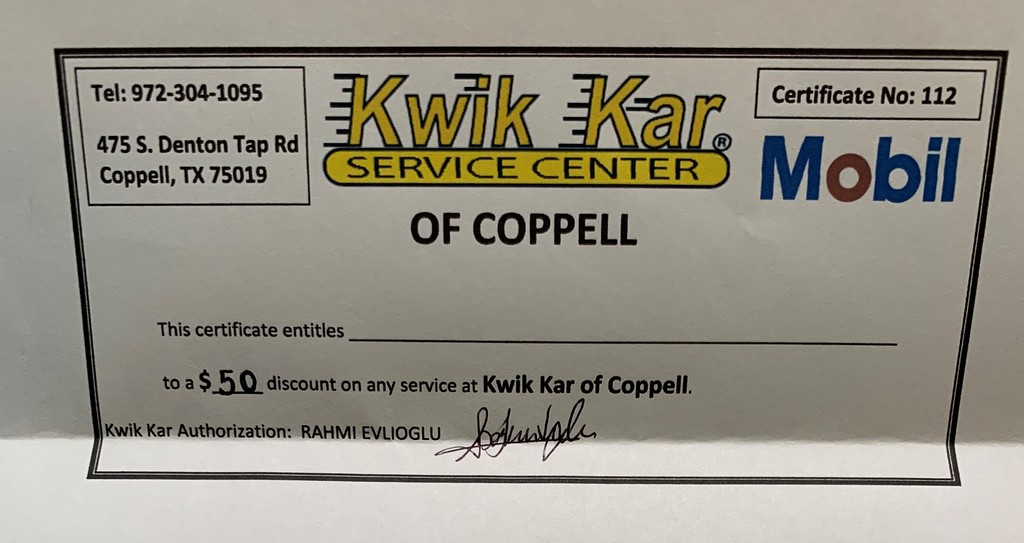 Tel: 972-304-1095
475 S. Denton Tap Rd
Coppell, TX 75019
Kwik Kar®
SERVICE CENTER
OF COPPELL
Certificate No: 112
Mobil
This certificate entitles
to a $50 discount on any service at Kwik Kar of Coppell.
Kwik Kar Authorization: RAHMI EVLIOGLU